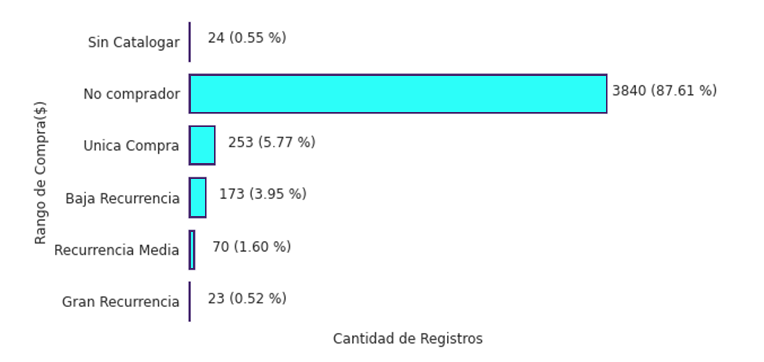 Sin Catalogar 24 (0.55 %)
No comprador 3840 (87.61 %)
Unica Compra 253 (5.77 %)
Baja Recurrencia 173 (3.95 %)
Recurrencia Media 70 (1.60 %)
Gran Recurrencia 23 (0.52 %)
Rango de Compra($)
Cantidad de Registros